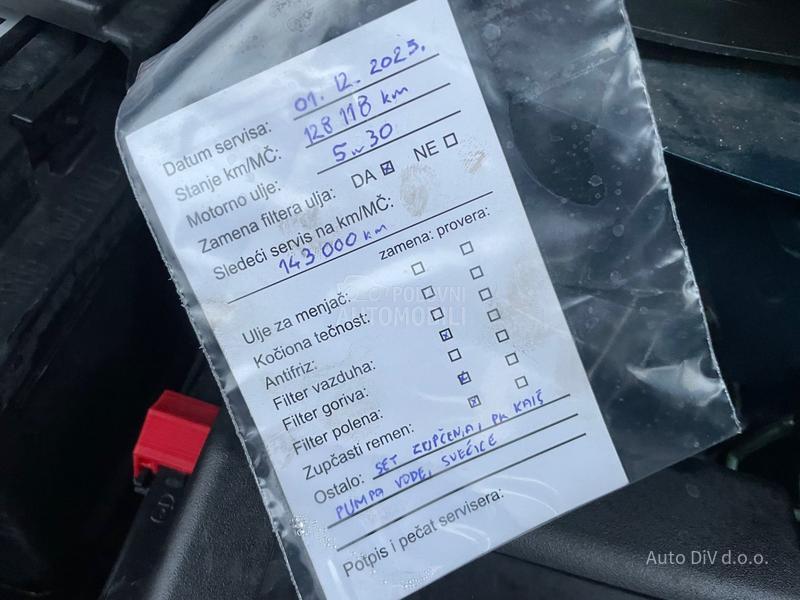 Datum servisa: 01. 12. 2023.
Stanje km/MČ: 128 118 km
Motorno ulje: 5w30
Zamena filtera ulja: DA ☒ NE ☐
Sledeći servis na km/MČ:
143 000 km
zamena: provera:
Ulje za menjač: ☐ ☐
Kočiona tečnost: ☐ ☐
Antifriz: ☐ ☐
Filter vazduha: ☒ ☐
Filter goriva: ☐ ☐
Filter polena: ☒ ☐
Zupčasti remen: ☒ ☐
Ostalo: SET ZUPČENJA, PK KAIŠ
PUMPA VODE, SVEĆICE
Potpis i pečat servisera:
POLOVNI
AUTOMOBILI
Auto DiV d.o.o.
(-)